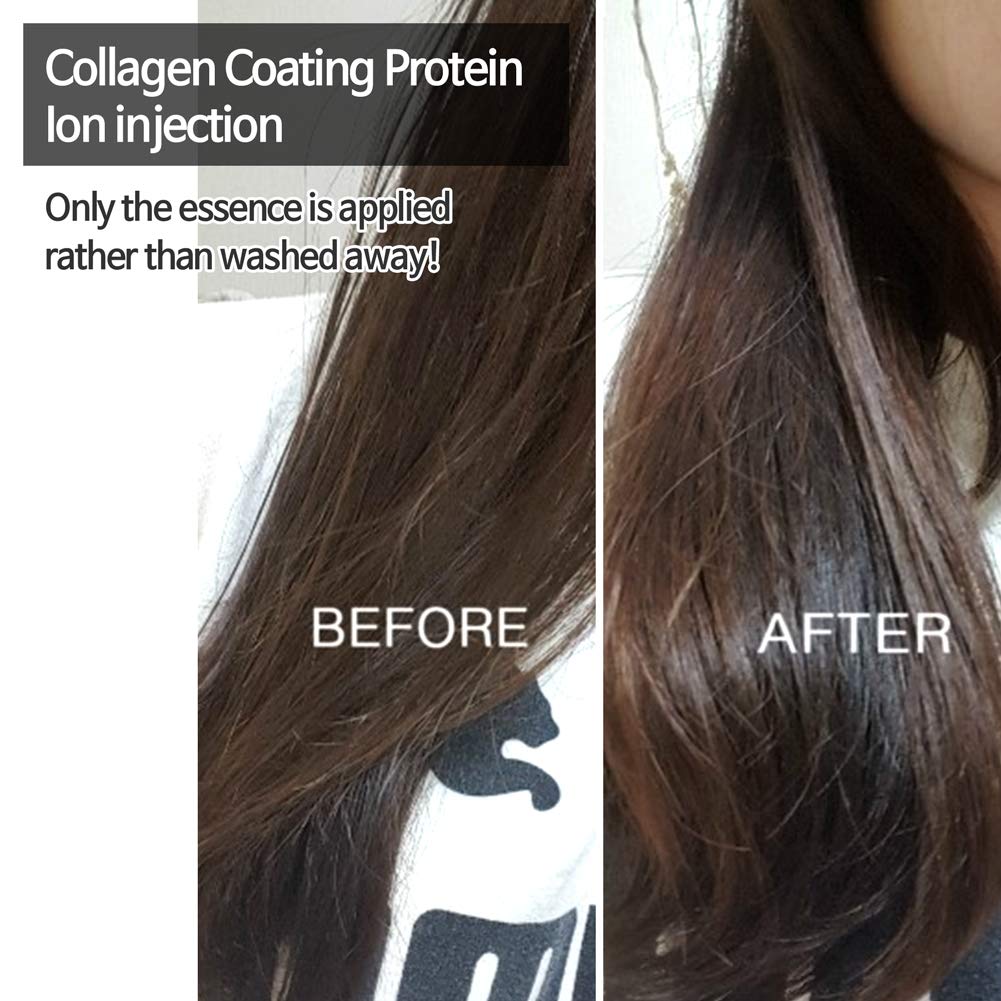 Collagen Coating Protein
Ion injection
Only the essence is applied
rather than washed away!
BEFORE
AFTER